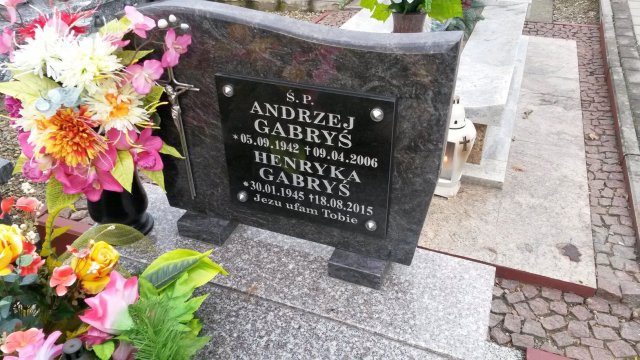 Ś. P.
ANDRZEJ
GABRYŚ
*05.09.1942 †09.04.2006
HENRYKA
GABRYŚ
*30.01.1945 †18.08.2015
Jezu ufam Tobie